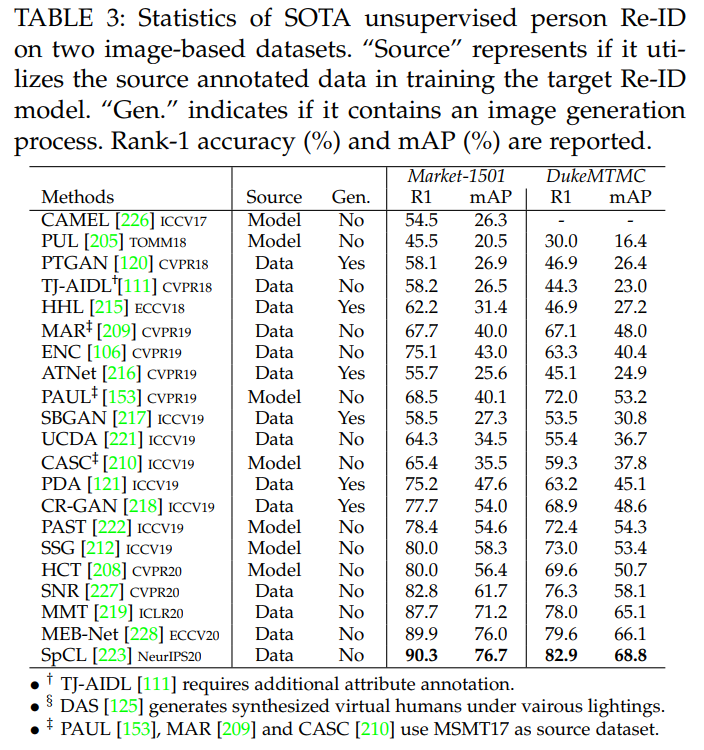 TABLE 3: Statistics of SOTA unsupervised person Re-ID
on two image-based datasets. “Source” represents if it uti-
lizes the source annotated data in training the target Re-ID
model. “Gen.” indicates if it contains an image generation
process. Rank-1 accuracy (%) and mAP (%) are reported.
Market-1501 DukeMTMC
Methods Source Gen. R1 mAP R1 mAP
CAMEL [226] ICCV17 Model No 54.5 26.3 - -
PUL [205] TOMM18 Model No 45.5 20.5 30.0 16.4
PTGAN [120] CVPR18 Data Yes 58.1 26.9 46.9 26.4
TJ-AIDL†[111] CVPR18 Data No 58.2 26.5 44.3 23.0
HHL [215] ECCV18 Data Yes 62.2 31.4 46.9 27.2
MAR‡ [209] CVPR19 Data No 67.7 40.0 67.1 48.0
ENC [106] CVPR19 Data No 75.1 43.0 63.3 40.4
ATNet [216] CVPR19 Data Yes 55.7 25.6 45.1 24.9
PAUL‡ [153] CVPR19 Model No 68.5 40.1 72.0 53.2
SBGAN [217] ICCV19 Data Yes 58.5 27.3 53.5 30.8
UCDA [221] ICCV19 Data No 64.3 34.5 55.4 36.7
CASC‡ [210] ICCV19 Model No 65.4 35.5 59.3 37.8
PDA [121] ICCV19 Data Yes 75.2 47.6 63.2 45.1
CR-GAN [218] ICCV19 Data Yes 77.7 54.0 68.9 48.6
PAST [222] ICCV19 Model No 78.4 54.6 72.4 54.3
SSG [212] ICCV19 Model No 80.0 58.3 73.0 53.4
HCT [208] CVPR20 Model No 80.0 56.4 69.6 50.7
SNR [227] CVPR20 Data No 82.8 61.7 76.3 58.1
MMT [219] ICLR20 Data No 87.7 71.2 78.0 65.1
MEB-Net [228] ECCV20 Data No 89.9 76.0 79.6 66.1
SpCL [223] NeurIPS20 Data No 90.3 76.7 82.9 68.8
• † TJ-AIDL [111] requires additional attribute annotation.
• § DAS [125] generates synthesized virtual humans under vairous lightings.
• ‡ PAUL [153], MAR [209] and CASC [210] use MSMT17 as source dataset.